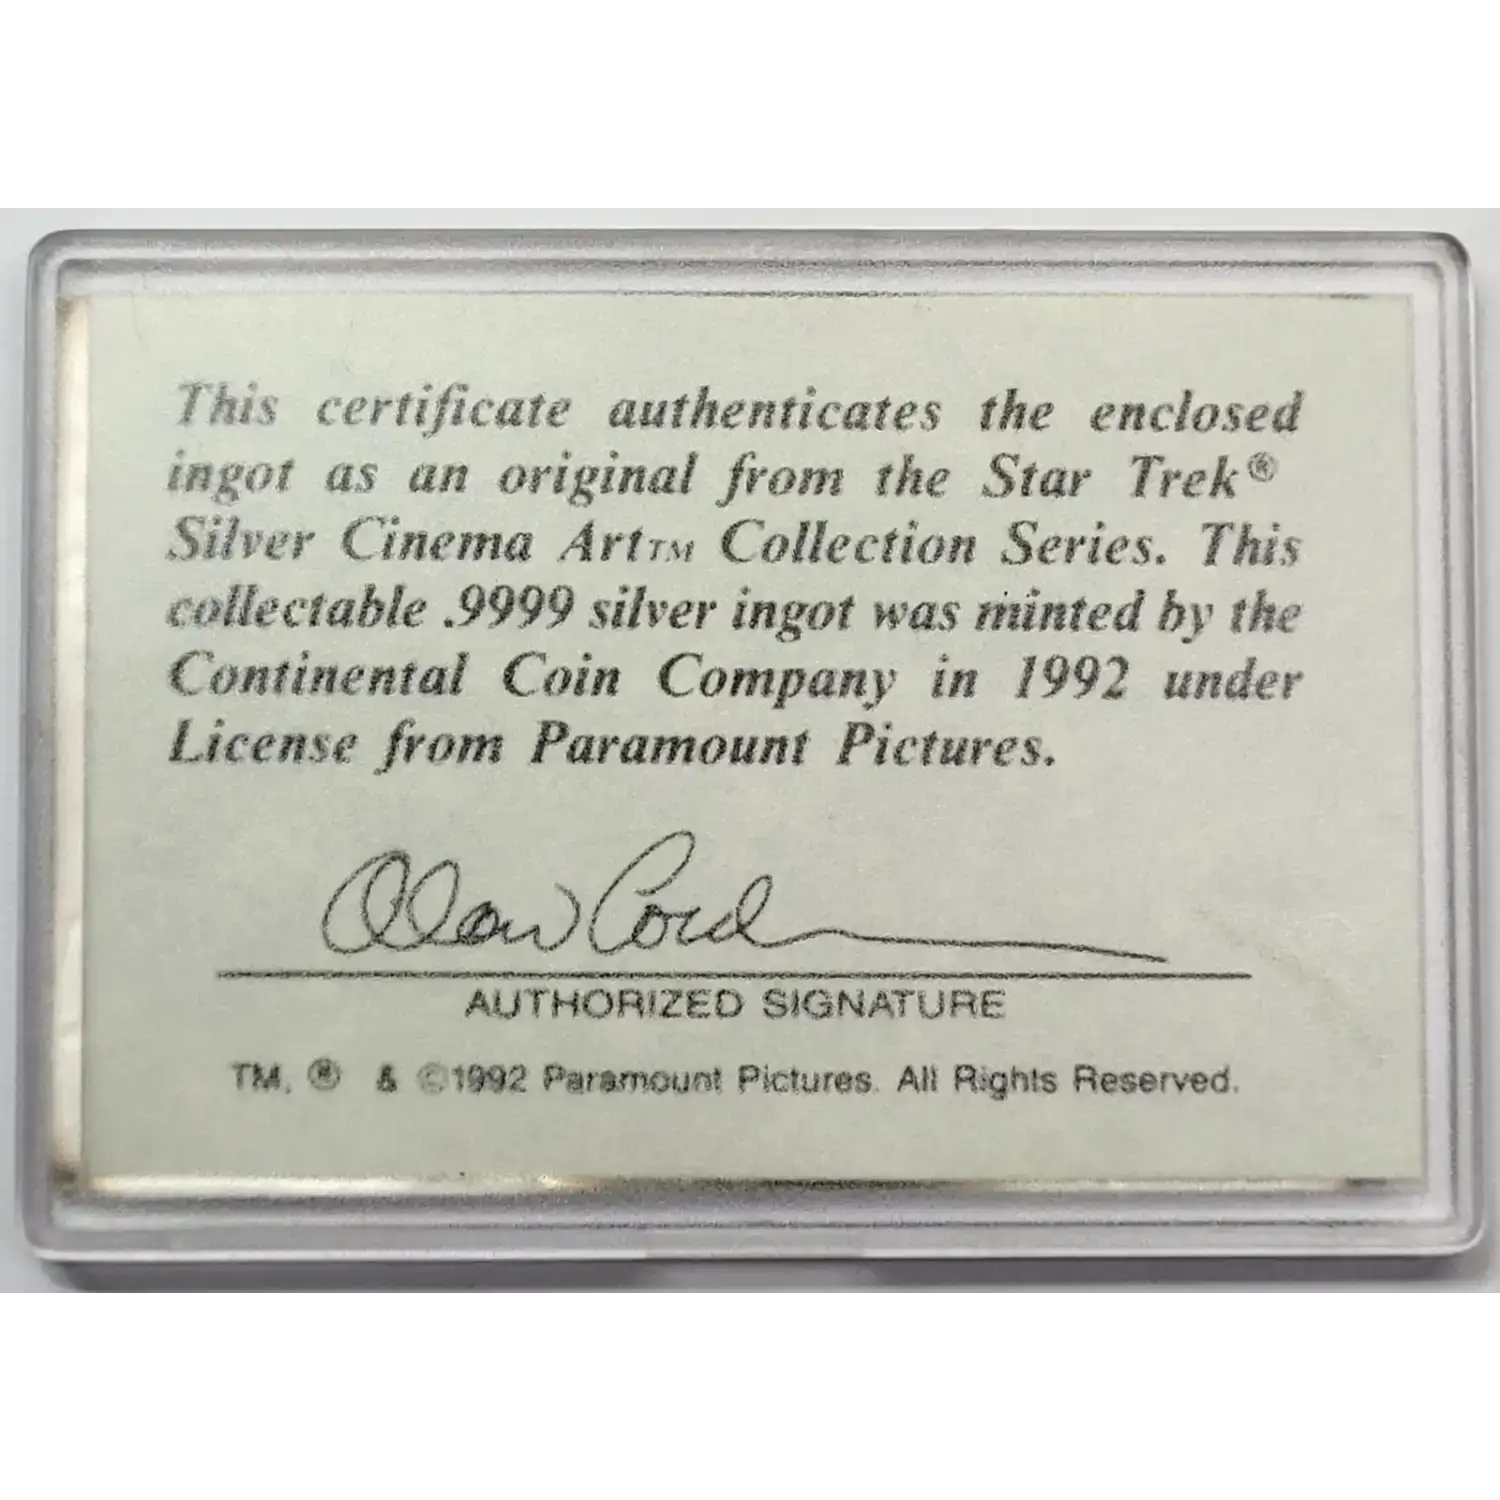 This certificate authenticates the enclosed
ingot as an original from the Star Trek®
Silver Cinema Art™ Collection Series. This
collectable .9999 silver ingot was minted by the
Continental Coin Company in 1992 under
License from Paramount Pictures.
AUTHORIZED SIGNATURE
TM, ® & ©1992 Paramount Pictures. All Rights Reserved.